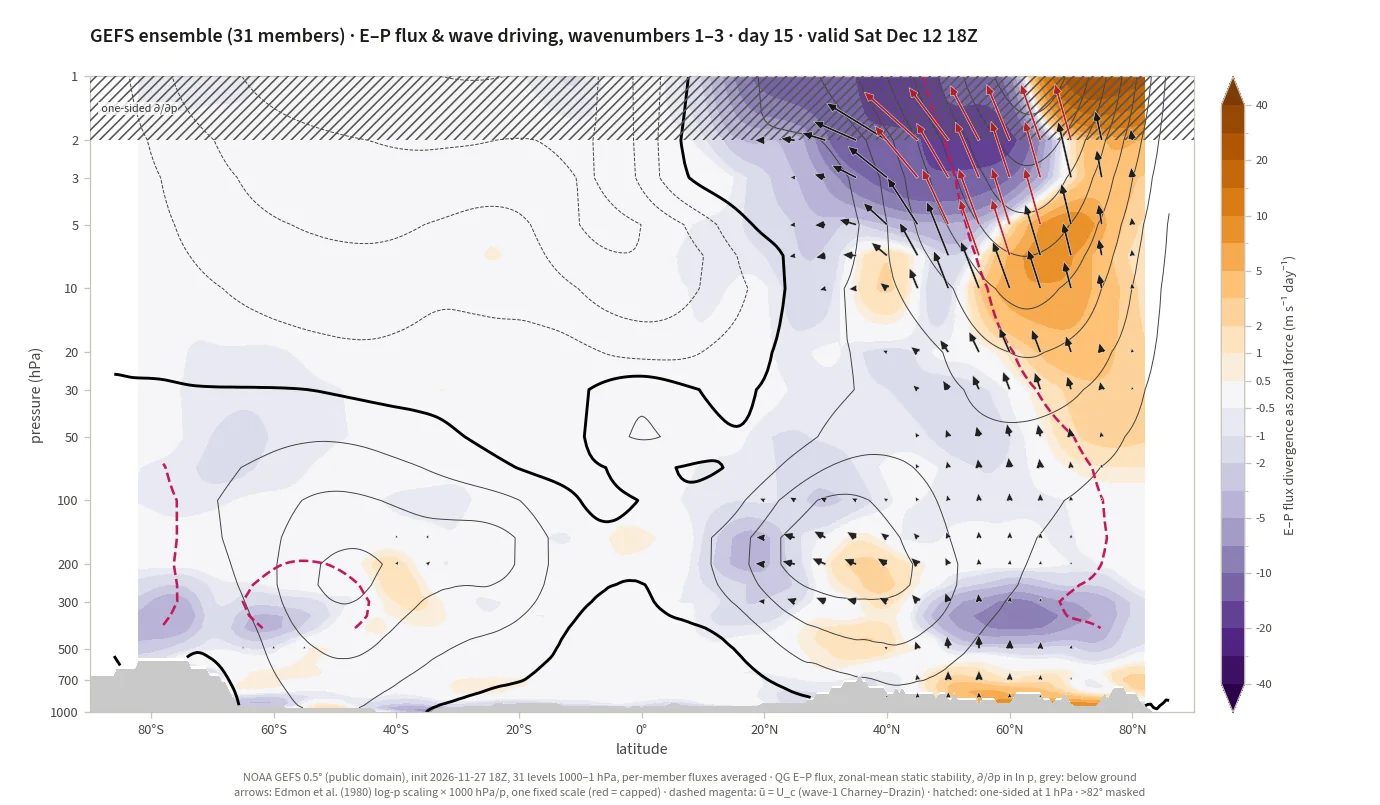 GEFS ensemble (31 members) · E–P flux & wave driving, wavenumbers 1–3 · day 15 · valid Sat Dec 12 18Z
one-sided ∂/∂p
pressure (hPa)
1
2
3
5
10
20
30
50
100
200
300
500
700
1000
80°S
60°S
40°S
20°S
0°
20°N
40°N
60°N
80°N
latitude
40
20
10
5
2
1
0.5
-0.5
-1
-2
-5
-10
-20
-40
E–P flux divergence as zonal force (m s⁻¹ day⁻¹)
NOAA GEFS 0.5° (public domain), init 2026-11-27 18Z, 31 levels 1000–1 hPa, per-member fluxes averaged · QG E–P flux, zonal-mean static stability, ∂/∂p in ln p, grey: below ground
arrows: Edmon et al. (1980) log-p scaling × 1000 hPa/p, one fixed scale (red = capped) · dashed magenta: ū = U_c (wave-1 Charney–Drazin) · hatched: one-sided at 1 hPa · >82° masked